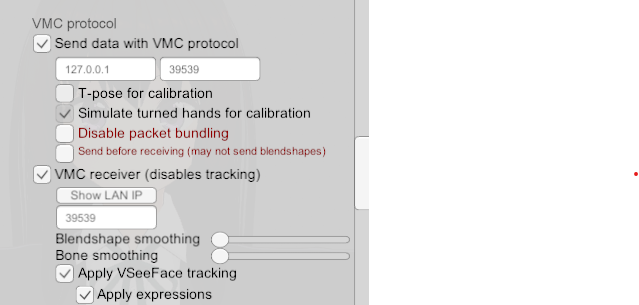 VMC protocol
Send data with VMC protocol
127.0.0.1 39539
T-pose for calibration
Simulate turned hands for calibration
Disable packet bundling
Send before receiving (may not send blendshapes)
VMC receiver (disables tracking)
Show LAN IP
39539
Blendshape smoothing
Bone smoothing
Apply VSeeFace tracking
Apply expressions